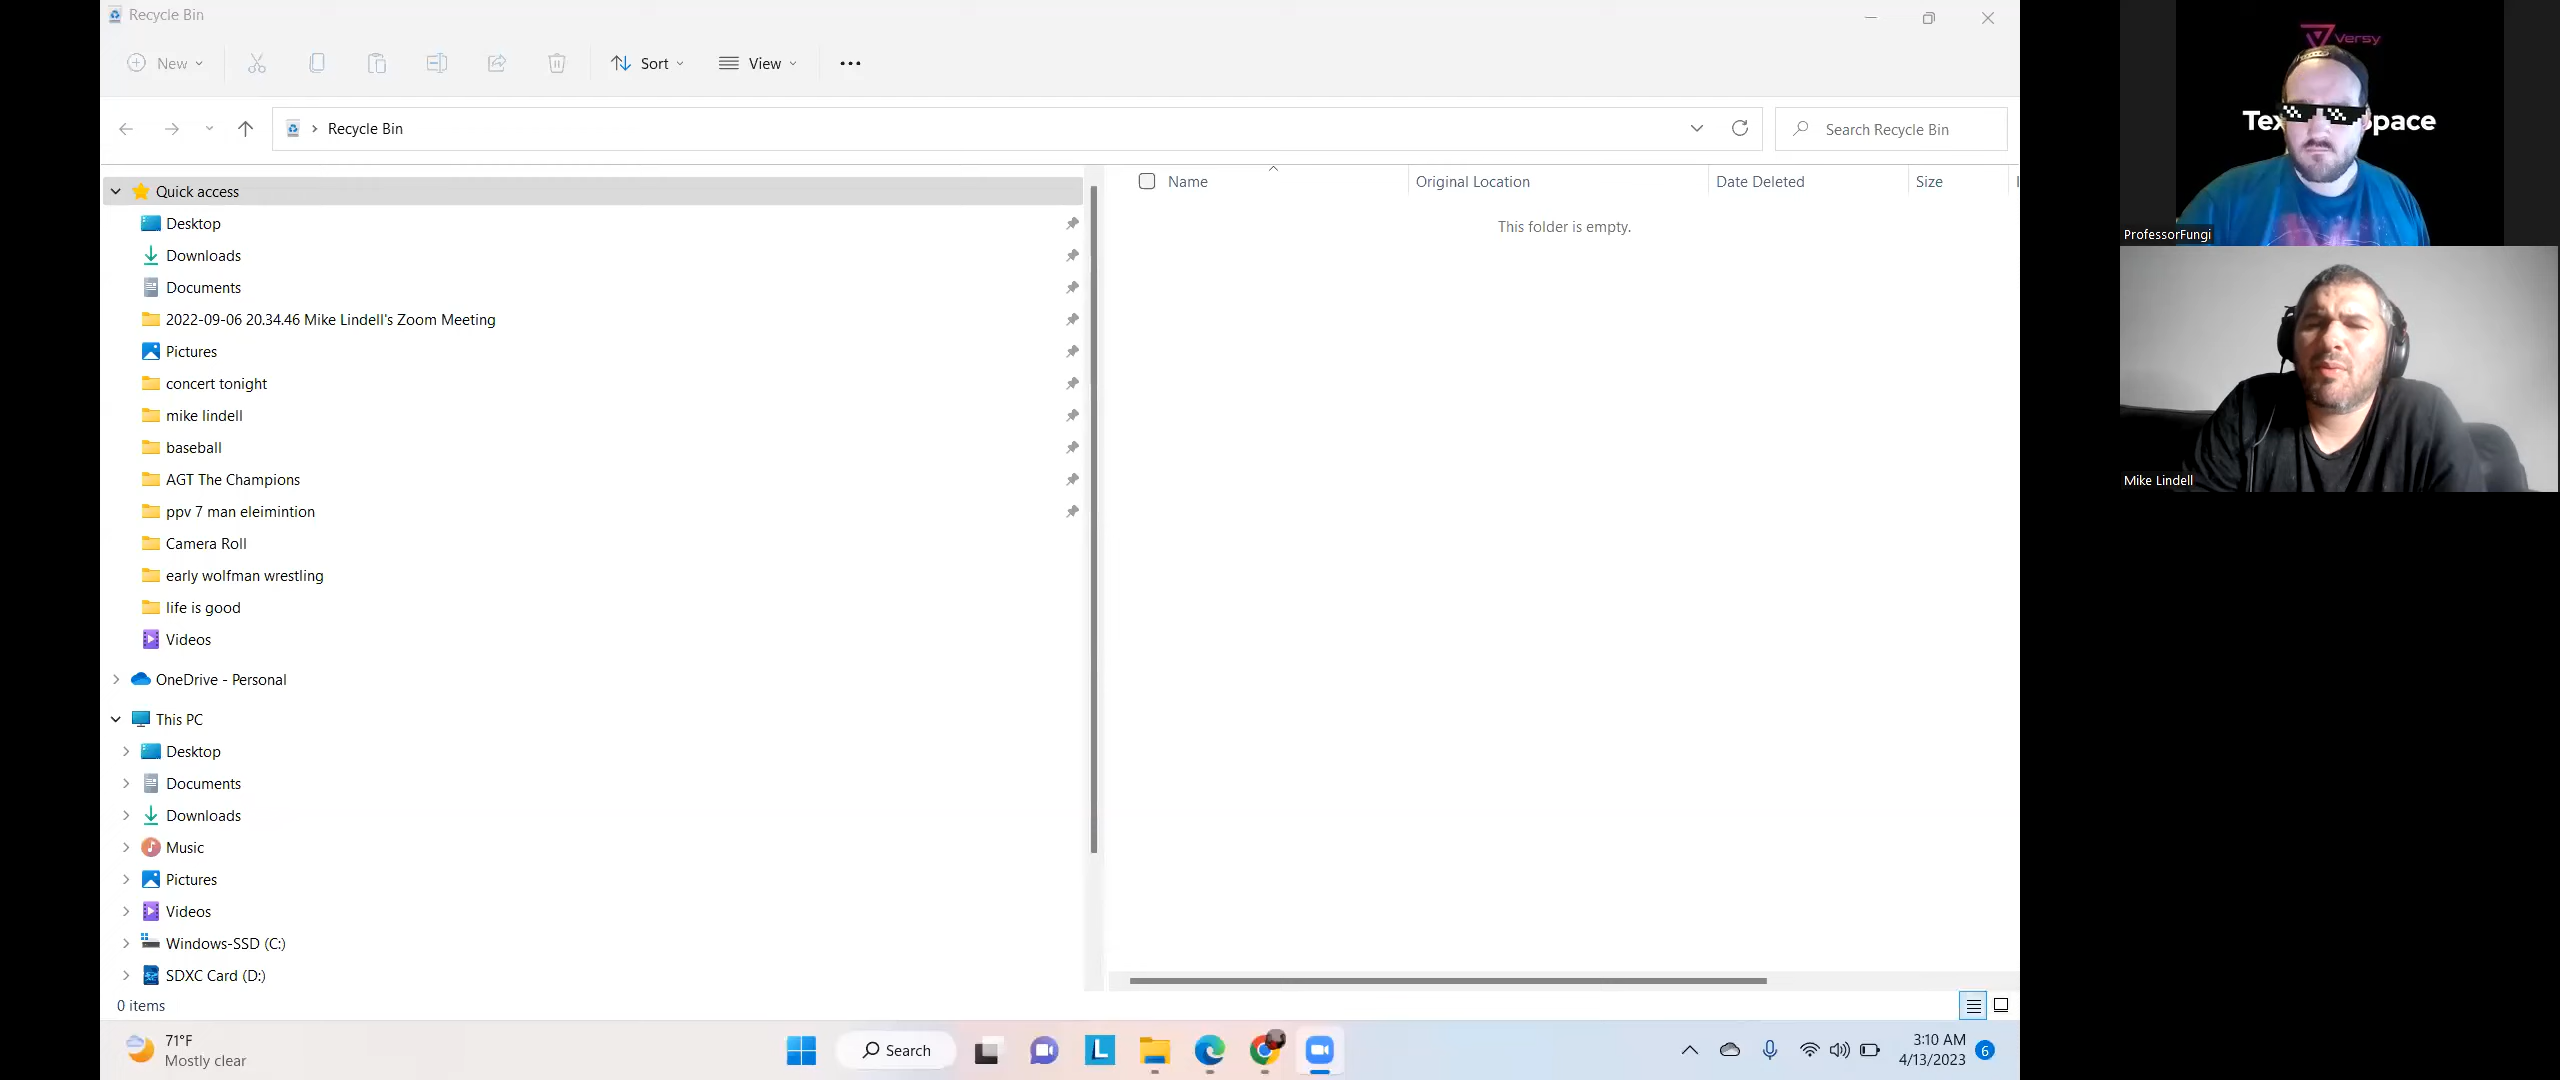 Recycle Bin
New
Sort
View
Recycle Bin
Search Recycle Bin
Quick access
Desktop
Downloads
Documents
2022-09-06 20.34.46 Mike Lindell's Zoom Meeting
Pictures
concert tonight
mike lindell
baseball
AGT The Champions
ppv 7 man eleimintion
Camera Roll
early wolfman wrestling
life is good
Videos
OneDrive - Personal
This PC
Desktop
Documents
Downloads
Music
Pictures
Videos
Windows-SSD (C:)
SDXC Card (D:)
0 items
Name Original Location Date Deleted Size
This folder is empty.
71°F
Mostly clear
Search
3:10 AM
4/13/2023
6
Versy
ProfessorFungi
Mike Lindell